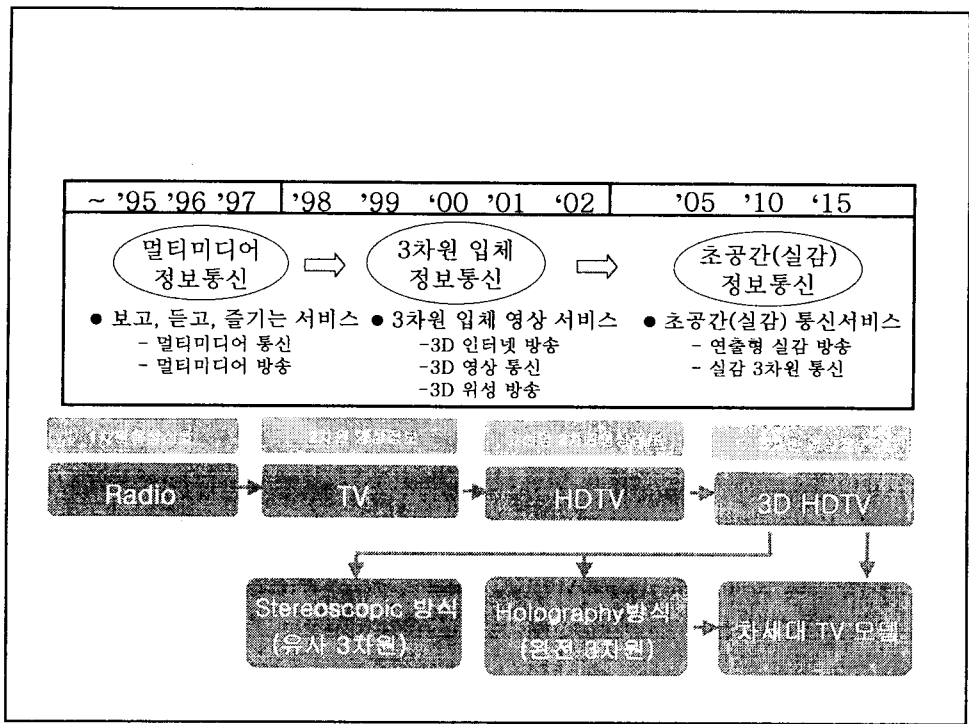 ~ '95 '96 '97 '98 '99 '00 '01 '02 '05 '10 '15
멀티미디어
정보통신
3차원 입체
정보통신
초공간(실감)
정보통신
● 보고, 듣고, 즐기는 서비스
- 멀티미디어 통신
- 멀티미디어 방송
● 3차원 입체 영상 서비스
-3D 인터넷 방송
-3D 영상 통신
-3D 위성 방송
● 초공간(실감) 통신서비스
- 연출형 실감 방송
- 실감 3차원 통신
Radio
TV
HDTV
3D HDTV
Stereoscopic 방식
(유사 3차원)
Holography방식
(완전 3차원)
차세대 TV 모델